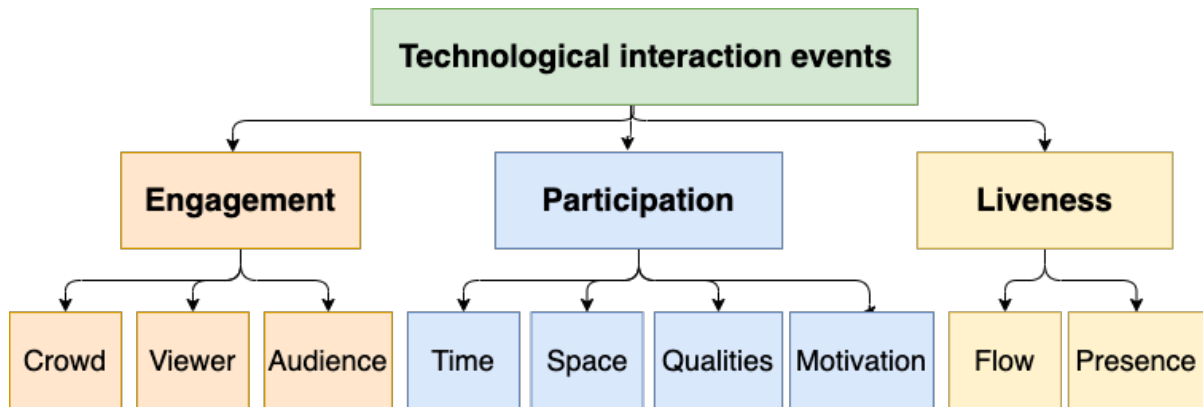 Technological interaction events
Engagement
Participation
Liveness
Crowd
Viewer
Audience
Time
Space
Qualities
Motivation
Flow
Presence